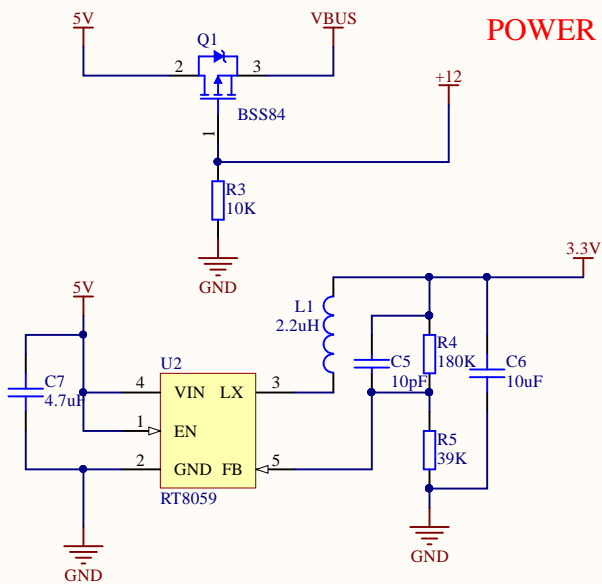 5V
VBUS
POWER
Q1
2
3
BSS84
1
+12
R3
10K
GND
3.3V
5V
L1
2.2uH
U2
C5
10pF
R4
180K
C6
10uF
C7
4.7uF
4
VIN
LX
3
1
EN
2
GND
FB
5
RT8059
R5
39K
GND
GND